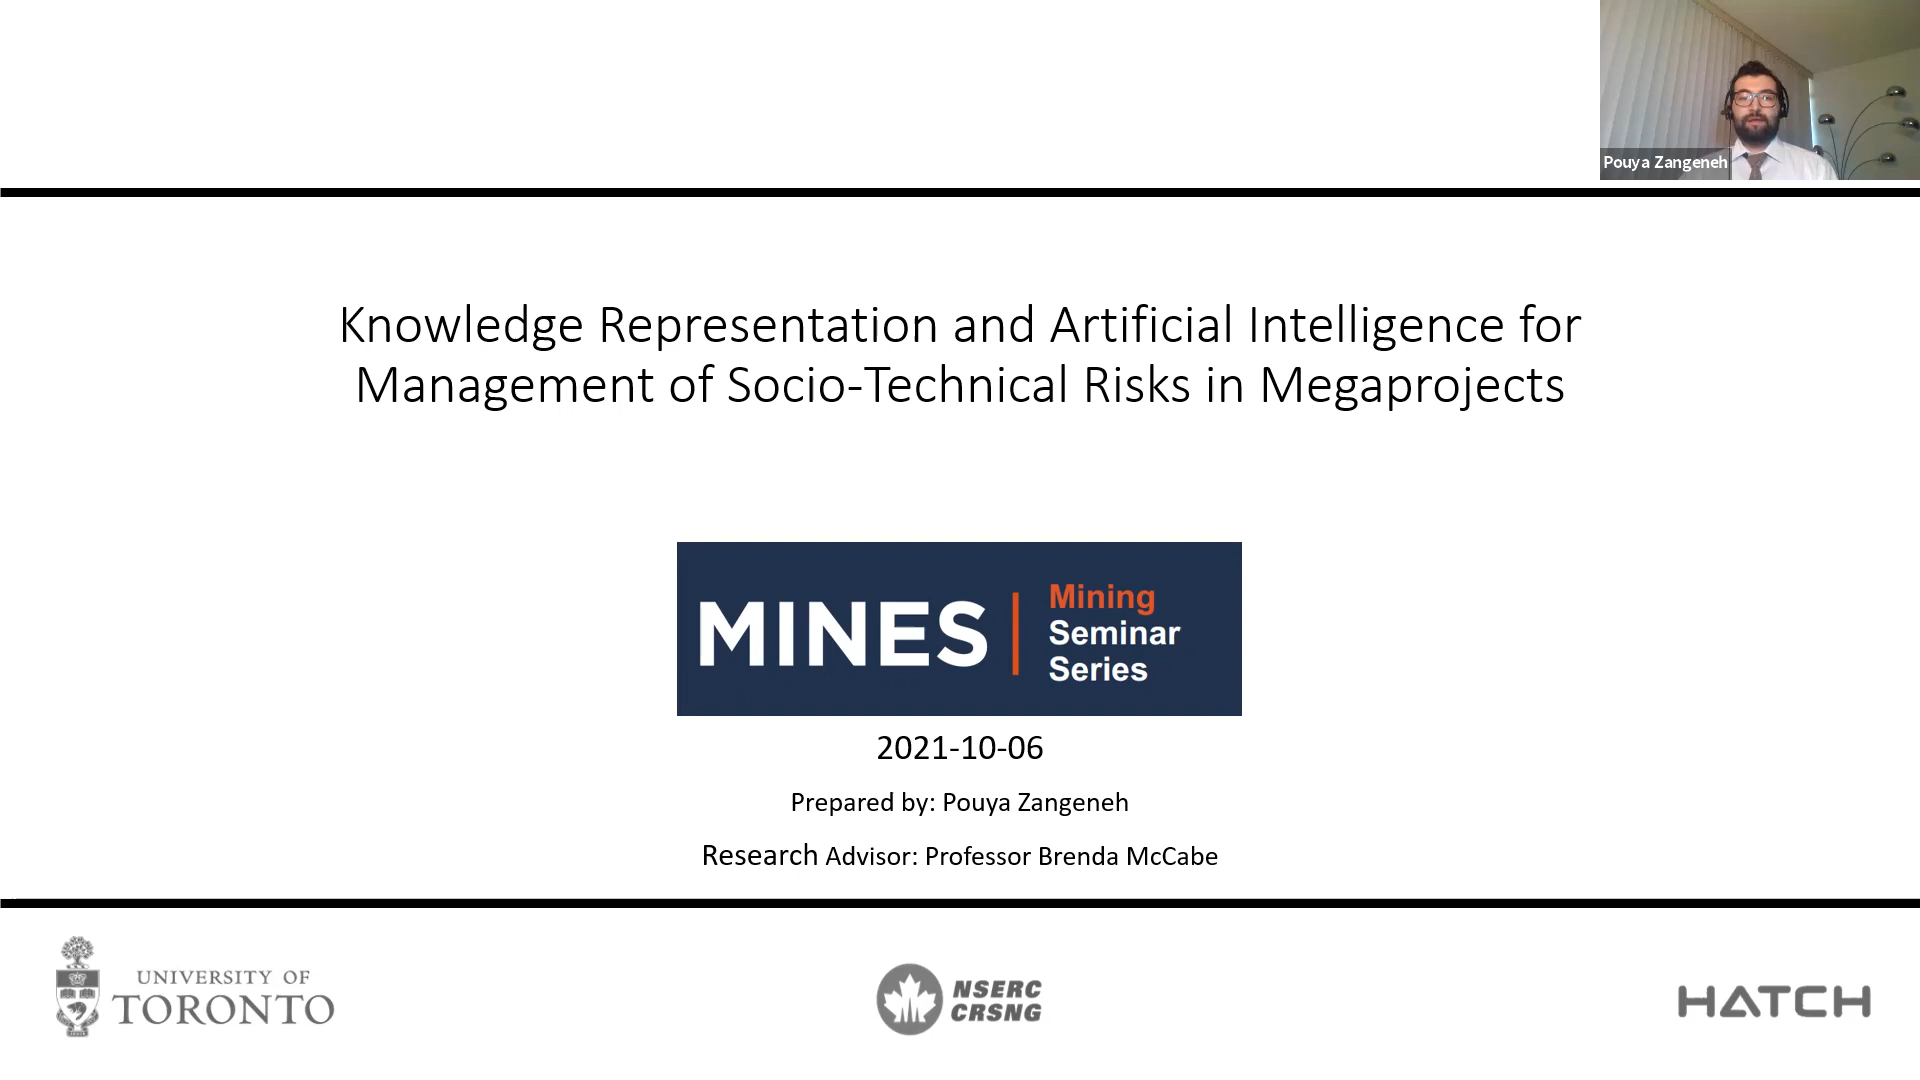 Pouya Zangeneh
Knowledge Representation and Artificial Intelligence for
Management of Socio-Technical Risks in Megaprojects
MINES
Mining
Seminar
Series
2021-10-06
Prepared by: Pouya Zangeneh
Research Advisor: Professor Brenda McCabe
UNIVERSITY OF
TORONTO
NSERC
CRSNG
HATCH